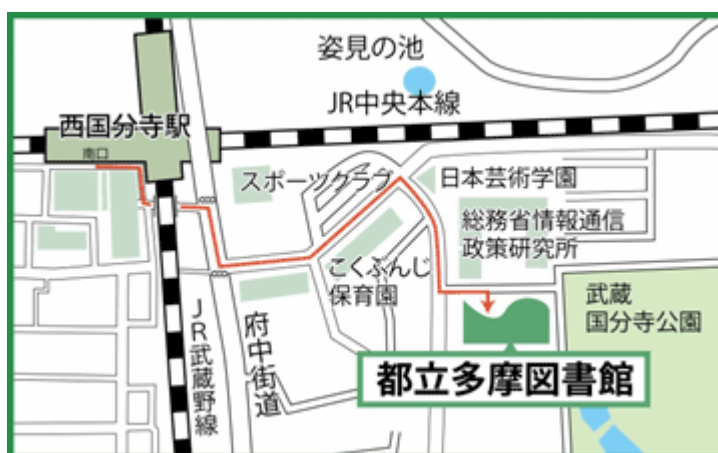 姿見の池
JR中央本線
西国分寺駅
南口
スポーツクラブ
日本芸術学園
総務省情報通信
政策研究所
こくぶんじ
保育園
武蔵
国分寺公園
JR武蔵野線
府中街道
都立多摩図書館